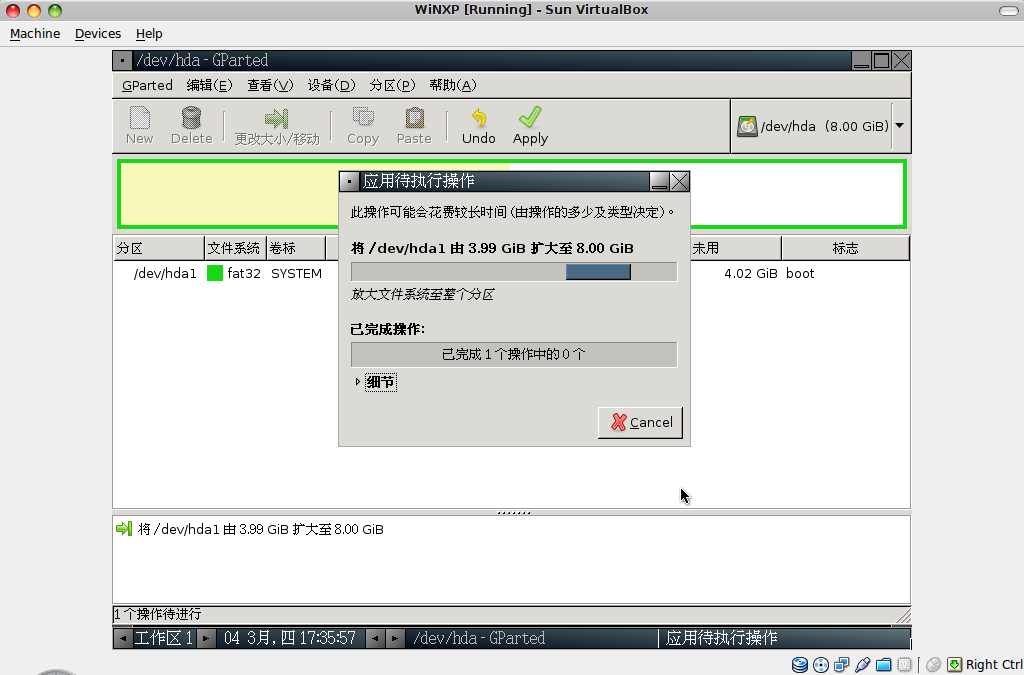 WiNXP [Running] - Sun VirtualBox
Machine Devices Help
/dev/hda - GParted
GParted 编辑(E) 查看(V) 设备(D) 分区(P) 帮助(A)
New Delete 更改大小/移动 Copy Paste Undo Apply /dev/hda (8.00 GiB)
应用待执行操作
此操作可能会花费较长时间(由操作的多少及类型决定)。
将 /dev/hda1 由 3.99 GiB 扩大至 8.00 GiB
放大文件系统至整个分区
已完成操作:
已完成 1 个操作中的 0 个
细节
Cancel
分区 文件系统 卷标 未用 标志
/dev/hda1 fat32 SYSTEM 4.02 GiB boot
将 /dev/hda1 由 3.99 GiB 扩大至 8.00 GiB
1 个操作待进行
工作区 1 04 3月, 四 17:35:57 /dev/hda - GParted 应用待执行操作
Right Ctrl